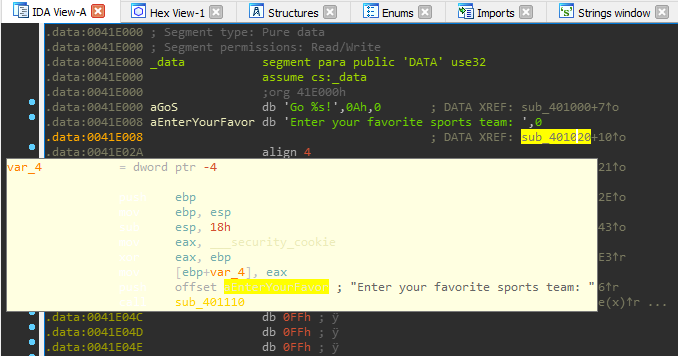 IDA View-A Hex View-1 Structures Enums Imports Strings window
.data:0041E000 ; Segment type: Pure data
.data:0041E000 ; Segment permissions: Read/Write
.data:0041E000 _data segment para public 'DATA' use32
.data:0041E000 assume cs:_data
.data:0041E000 ;org 41E000h
.data:0041E000 aGoS db 'Go %s!',0Ah,0 ; DATA XREF: sub_401000+7↑o
.data:0041E008 aEnterYourFavor db 'Enter your favorite sports team: ',0
.data:0041E008 ; DATA XREF: sub_401020+10↑o
.data:0041E02A align 4
var_4 = dword ptr -4 21↑o
ebp 2E↑o
ebp, esp
esp, 18h 43↑o
eax, ___security_cookie
eax, ebp E3↑r
[ebp+var_4], eax
offset aEnterYourFavor ; "Enter your favorite sports team: " 6↑o
sub_401110 e(x)↑r ...
.data:0041E04C db 0FFh ; ÿ
.data:0041E04D db 0FFh ; ÿ
.data:0041E04E db 0FFh ; ÿ